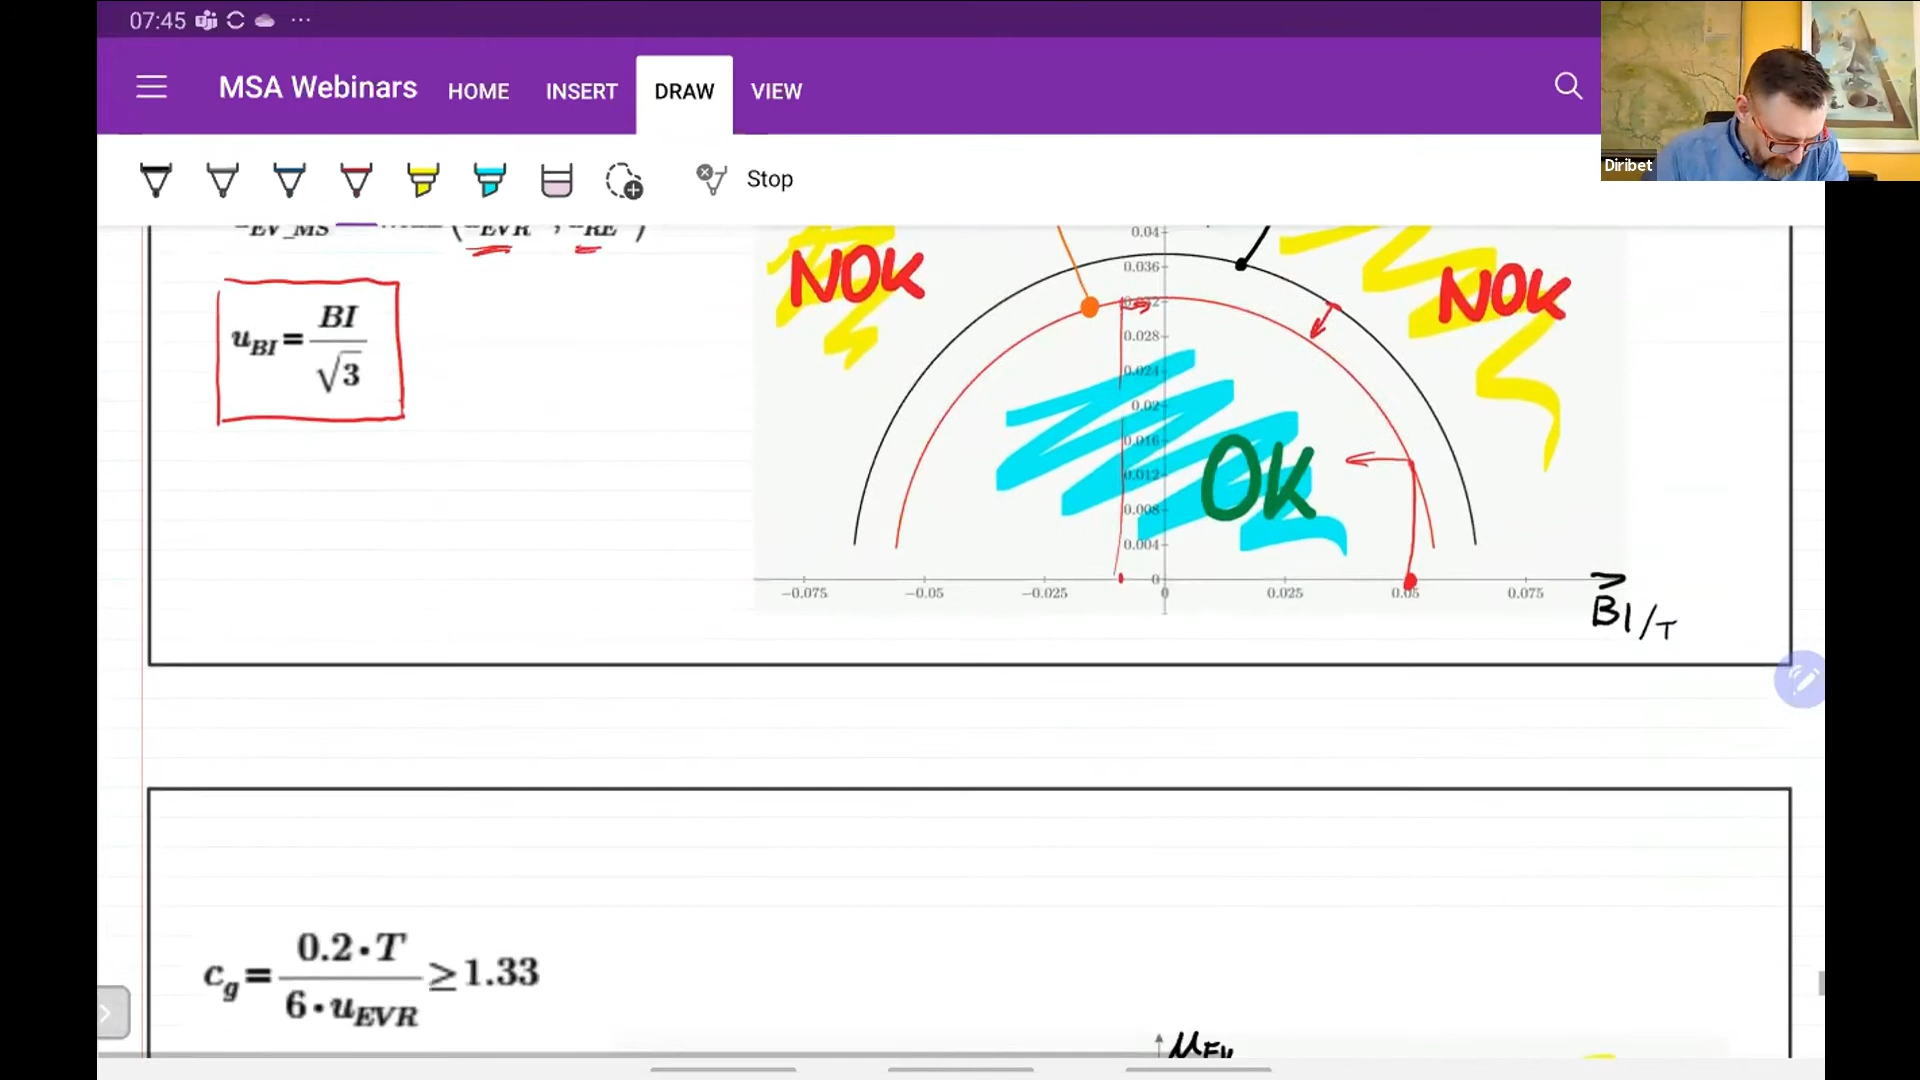 07:45 ...
MSA Webinars HOME INSERT DRAW VIEW
Stop
Diribet
u_BI = BI / √3
NOK
NOK
OK
0.04
0.036
0.032
0.028
0.024
0.02
0.016
0.012
0.008
0.004
0
−0.075 −0.05 −0.025 0 0.025 0.05 0.075
BI/T
c_g = 0.2·T / 6·u_EVR ≥ 1.33